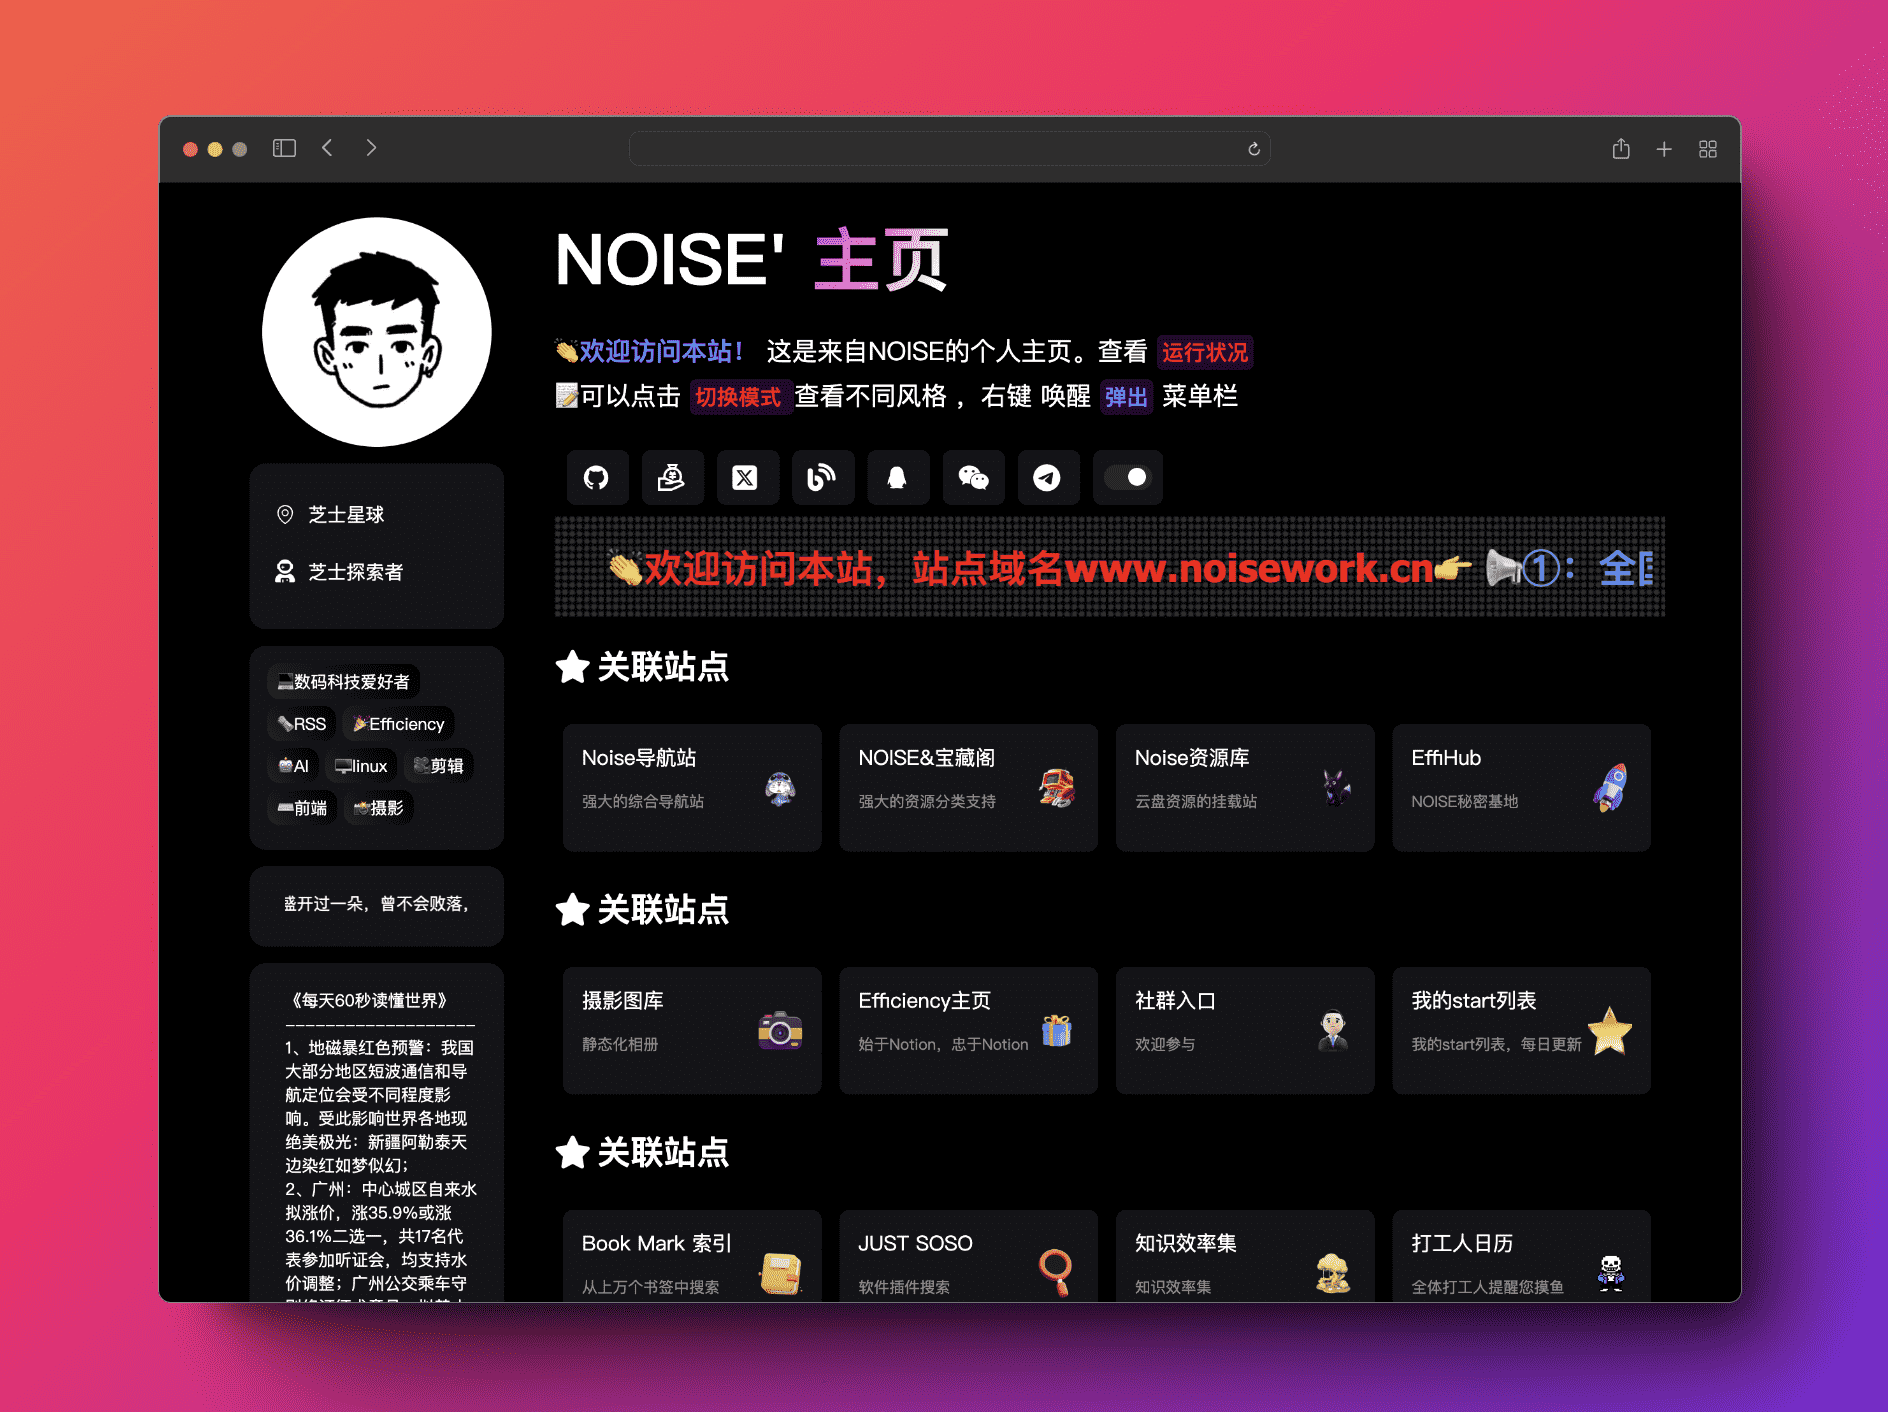 NOISE' 主页
👏欢迎访问本站！ 这是来自NOISE的个人主页。查看 运行状况
📝可以点击 切换模式 查看不同风格 ，右键 唤醒 弹出 菜单栏
👏欢迎访问本站，站点域名www.noisework.cn👉 📢①：全
芝士星球
芝士探索者
💻数码科技爱好者
🗞️RSS 🎉Efficiency
🤖AI 🖥️linux 🎥剪辑
⌨️前端 📸摄影
盛开过一朵，曾不会败落，
《每天60秒读懂世界》
-------------------
1、地磁暴红色预警：我国
大部分地区短波通信和导
航定位会受不同程度影
响。受此影响世界各地现
绝美极光：新疆阿勒泰天
边染红如梦似幻；
2、广州：中心城区自来水
拟涨价，涨35.9%或涨
36.1%二选一，共17名代
表参加听证会，均支持水
价调整；广州公交乘车守
关联站点
Noise导航站
强大的综合导航站
NOISE&宝藏阁
强大的资源分类支持
Noise资源库
云盘资源的挂载站
EffiHub
NOISE秘密基地
关联站点
摄影图库
静态化相册
Efficiency主页
始于Notion，忠于Notion
社群入口
欢迎参与
我的start列表
我的start列表，每日更新
关联站点
Book Mark 索引
从上万个书签中搜索
JUST SOSO
软件插件搜索
知识效率集
知识效率集
打工人日历
全体打工人提醒您摸鱼